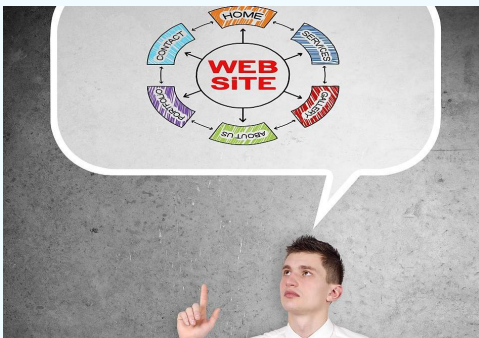 HOME
SERVICES
GALLERY
ABOUT US
PORTFOLIO
CONTACT
WEB
SiTE